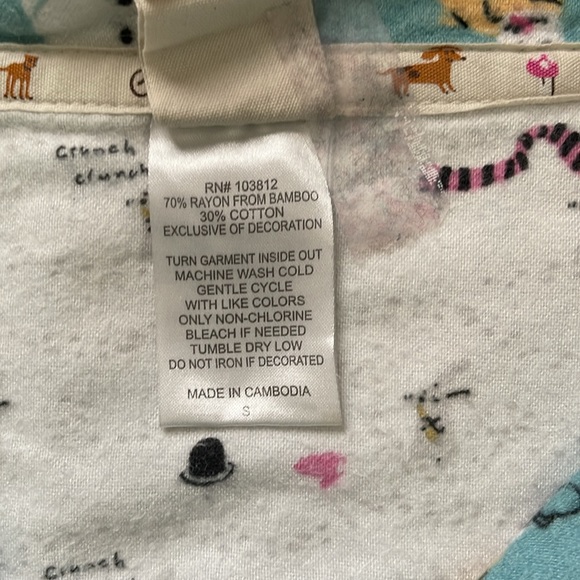 crunch
clunch
RN# 103812
70% RAYON FROM BAMBOO
30% COTTON
EXCLUSIVE OF DECORATION
TURN GARMENT INSIDE OUT
MACHINE WASH COLD
GENTLE CYCLE
WITH LIKE COLORS
ONLY NON-CHLORINE
BLEACH IF NEEDED
TUMBLE DRY LOW
DO NOT IRON IF DECORATED
MADE IN CAMBODIA
S
crunch